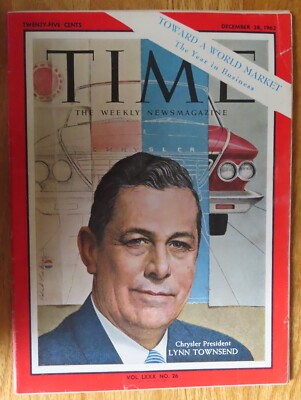 TWENTY-FIVE CENTS
DECEMBER 28, 1962
TOWARD A WORLD MARKET
The Year in Business
TIME
THE WEEKLY NEWSMAGAZINE
CHRYSLER
Chrysler President
LYNN TOWNSEND
VOL. LXXX NO. 26